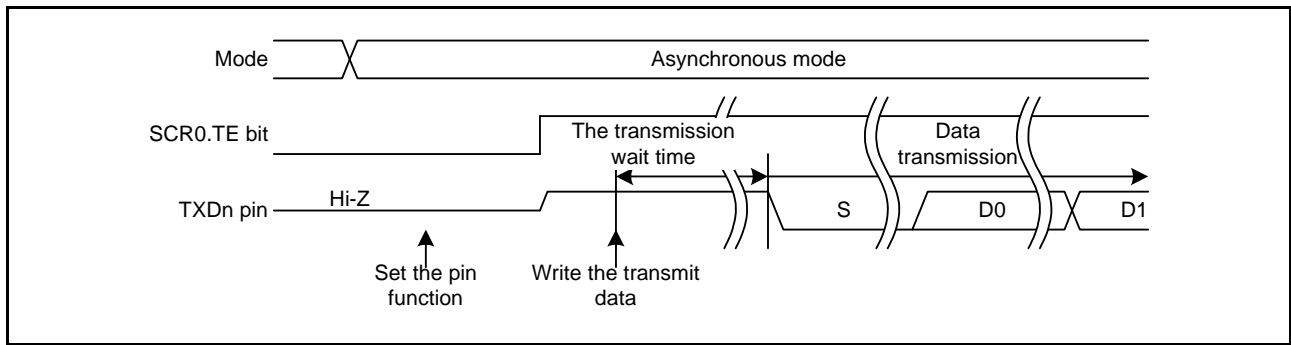 Mode
Asynchronous mode
SCR0.TE bit
The transmission
wait time
Data
transmission
TXDn pin
Hi-Z
S
D0
D1
Set the pin
function
Write the transmit
data